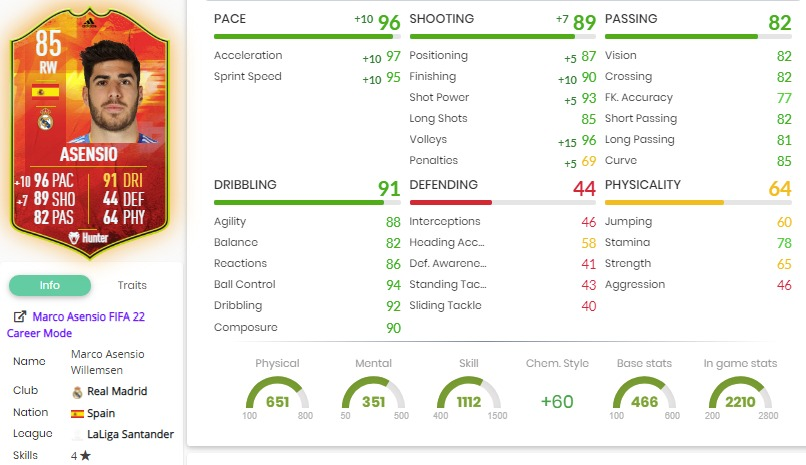 85
RW
ASENSIO
+10 96 PAC 91 DRI
+7 89 SHO 44 DEF
82 PAS 64 PHY
Hunter
Info Traits
Marco Asensio FIFA 22
Career Mode
Name Marco Asensio
Willemsen
Club Real Madrid
Nation Spain
League LaLiga Santander
Skills 4★
PACE +10 96
Acceleration +10 97
Sprint Speed +10 95
SHOOTING +7 89
Positioning +5 87
Finishing +10 90
Shot Power +5 93
Long Shots 85
Volleys +15 96
Penalties +5 69
PASSING 82
Vision 82
Crossing 82
FK. Accuracy 77
Short Passing 82
Long Passing 81
Curve 85
DRIBBLING 91
Agility 88
Balance 82
Reactions 86
Ball Control 94
Dribbling 92
Composure 90
DEFENDING 44
Interceptions 46
Heading Acc... 58
Def. Awarene... 41
Standing Tac... 43
Sliding Tackle 40
PHYSICALITY 64
Jumping 60
Stamina 78
Strength 65
Aggression 46
Physical Mental Skill Chem. Style Base stats In game stats
651 351 1112 +60 466 2210
100 800 50 500 400 1500 100 600 200 2800